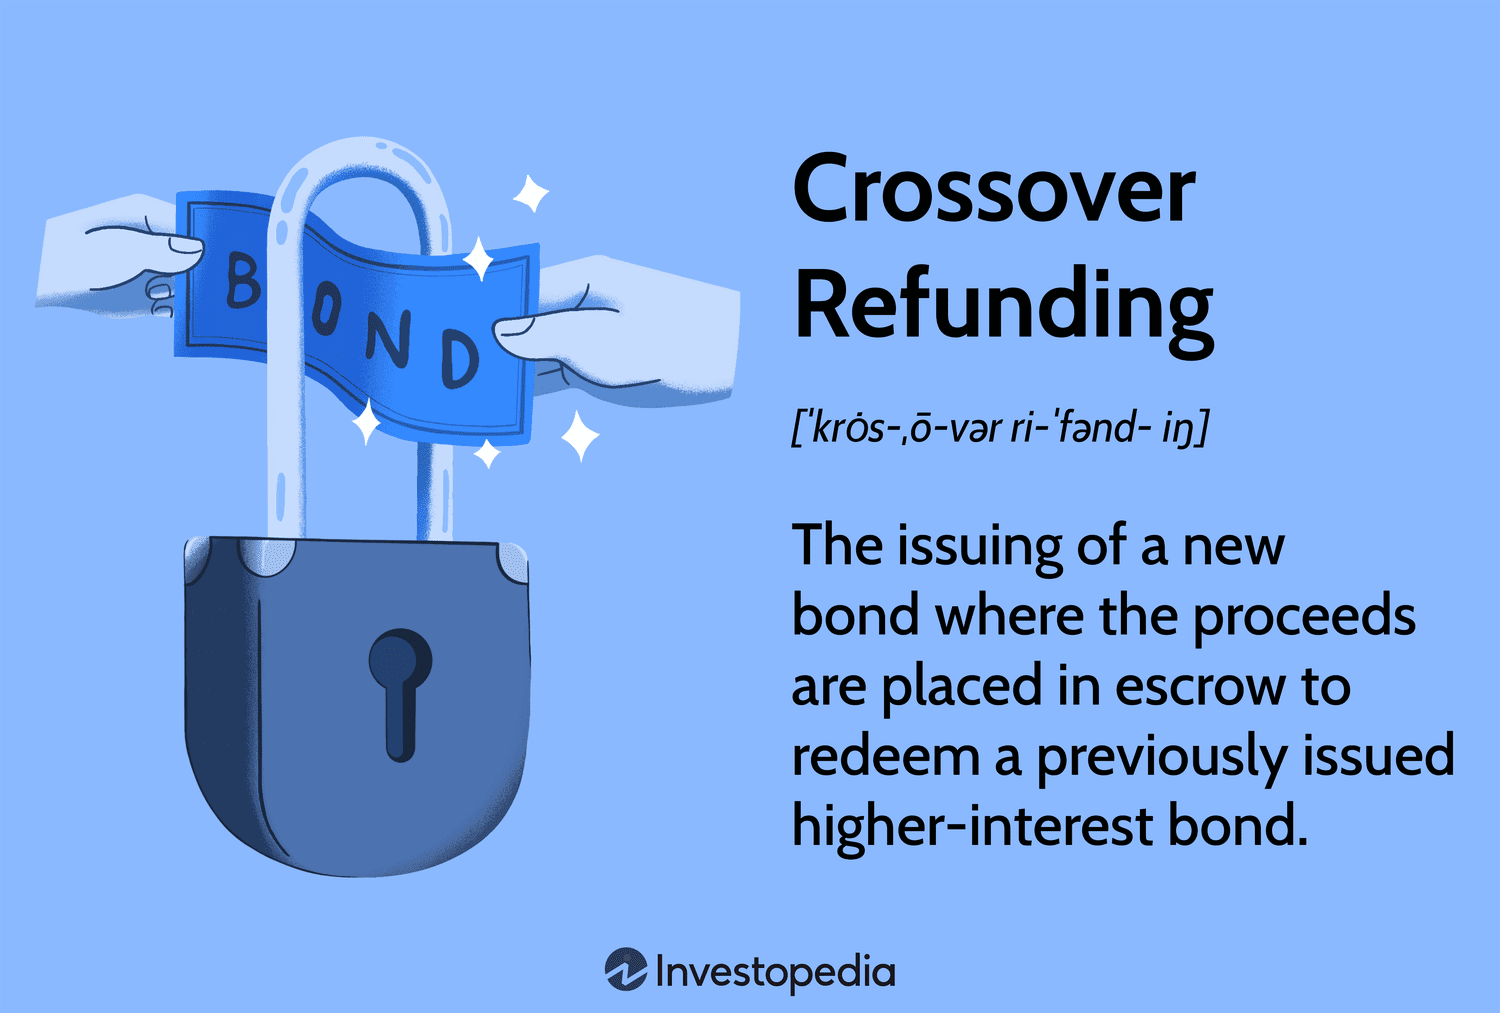 BOND
Crossover
Refunding
[ˈkrȯs-ˌō-vər ri-ˈfənd- iŋ]
The issuing of a new
bond where the proceeds
are placed in escrow to
redeem a previously issued
higher-interest bond.
Investopedia